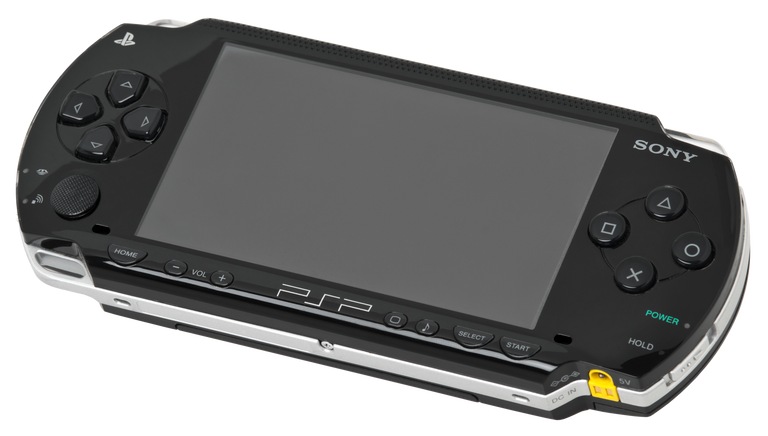 SONY
HOME
VOL
PSP
SELECT
START
POWER
HOLD
DC IN
5V